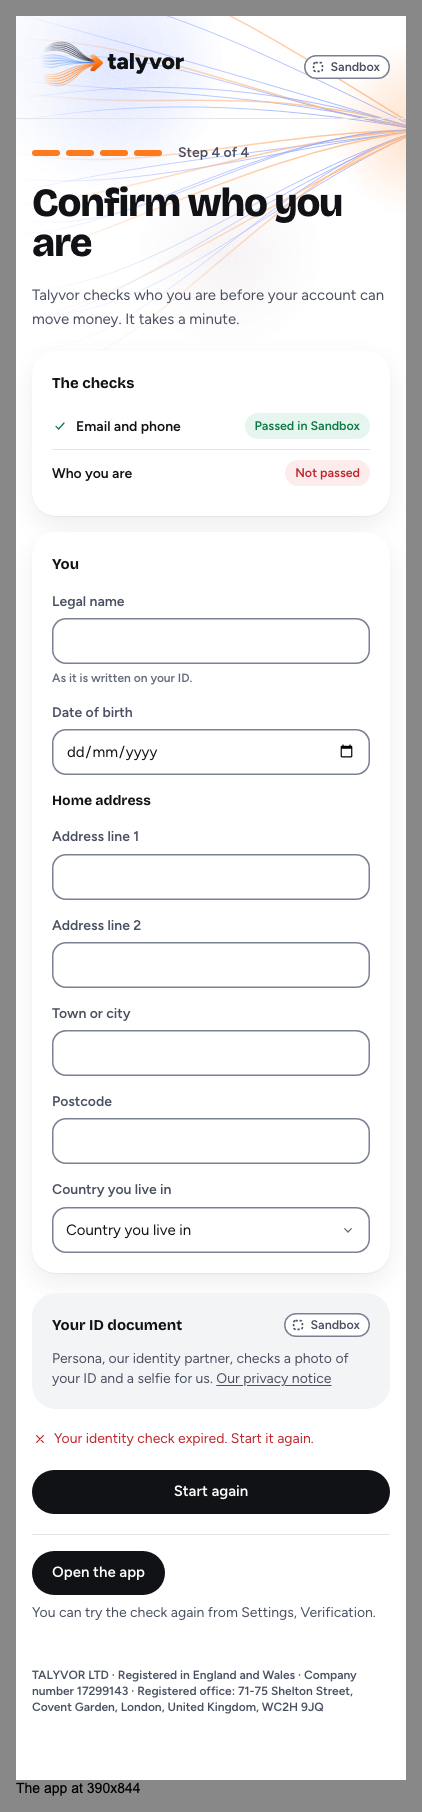 talyvor
Sandbox
Step 4 of 4
Confirm who you
are
Talyvor checks who you are before your account can
move money. It takes a minute.
The checks
Email and phone
Passed in Sandbox
Who you are
Not passed
You
Legal name
As it is written on your ID.
Date of birth
dd/mm/yyyy
Home address
Address line 1
Address line 2
Town or city
Postcode
Country you live in
Country you live in
Your ID document
Sandbox
Persona, our identity partner, checks a photo of
your ID and a selfie for us. Our privacy notice
Your identity check expired. Start it again.
Start again
Open the app
You can try the check again from Settings, Verification.
TALYVOR LTD · Registered in England and Wales · Company
number 17299143 · Registered office: 71-75 Shelton Street,
Covent Garden, London, United Kingdom, WC2H 9JQ
The app at 390x844